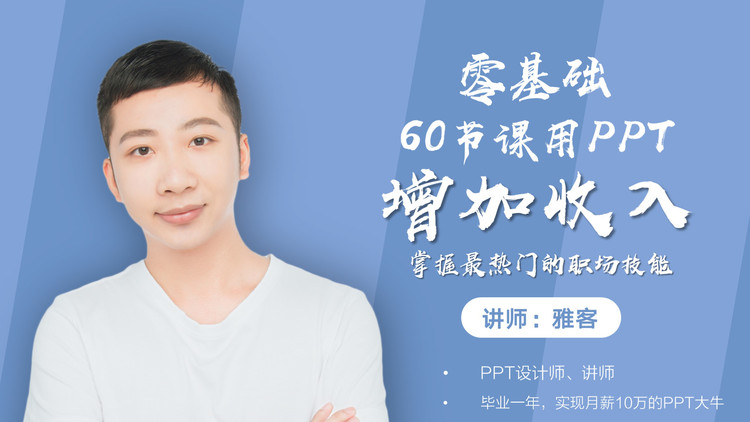 零基础
60节课用PPT
增加收入
掌握最热门的职场技能
讲师：雅客
• PPT设计师、讲师
• 毕业一年，实现月薪10万的PPT大牛